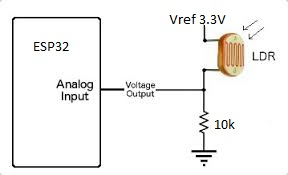 Vref 3.3V
ESP32
LDR
Analog
Input
Voltage
Output
10k